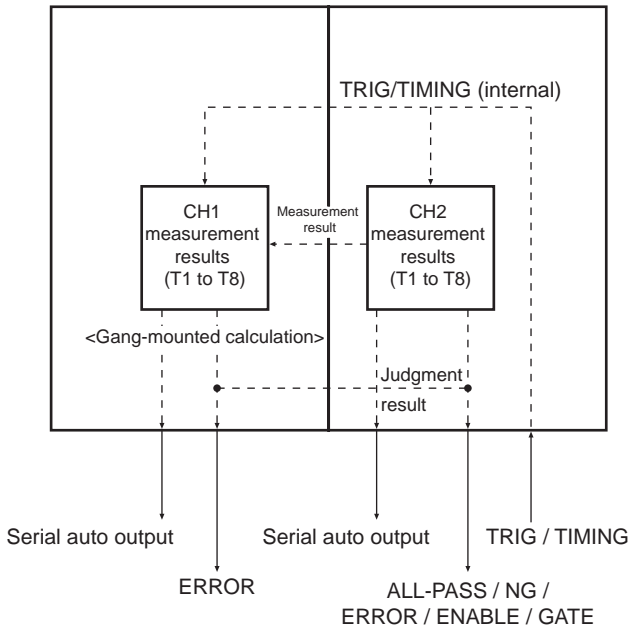 TRIG/TIMING (internal)
CH1
measurement
results
(T1 to T8)
Measurement
result
CH2
measurement
results
(T1 to T8)
<Gang-mounted calculation>
Judgment
result
Serial auto output
Serial auto output
TRIG / TIMING
ERROR
ALL-PASS / NG /
ERROR / ENABLE / GATE